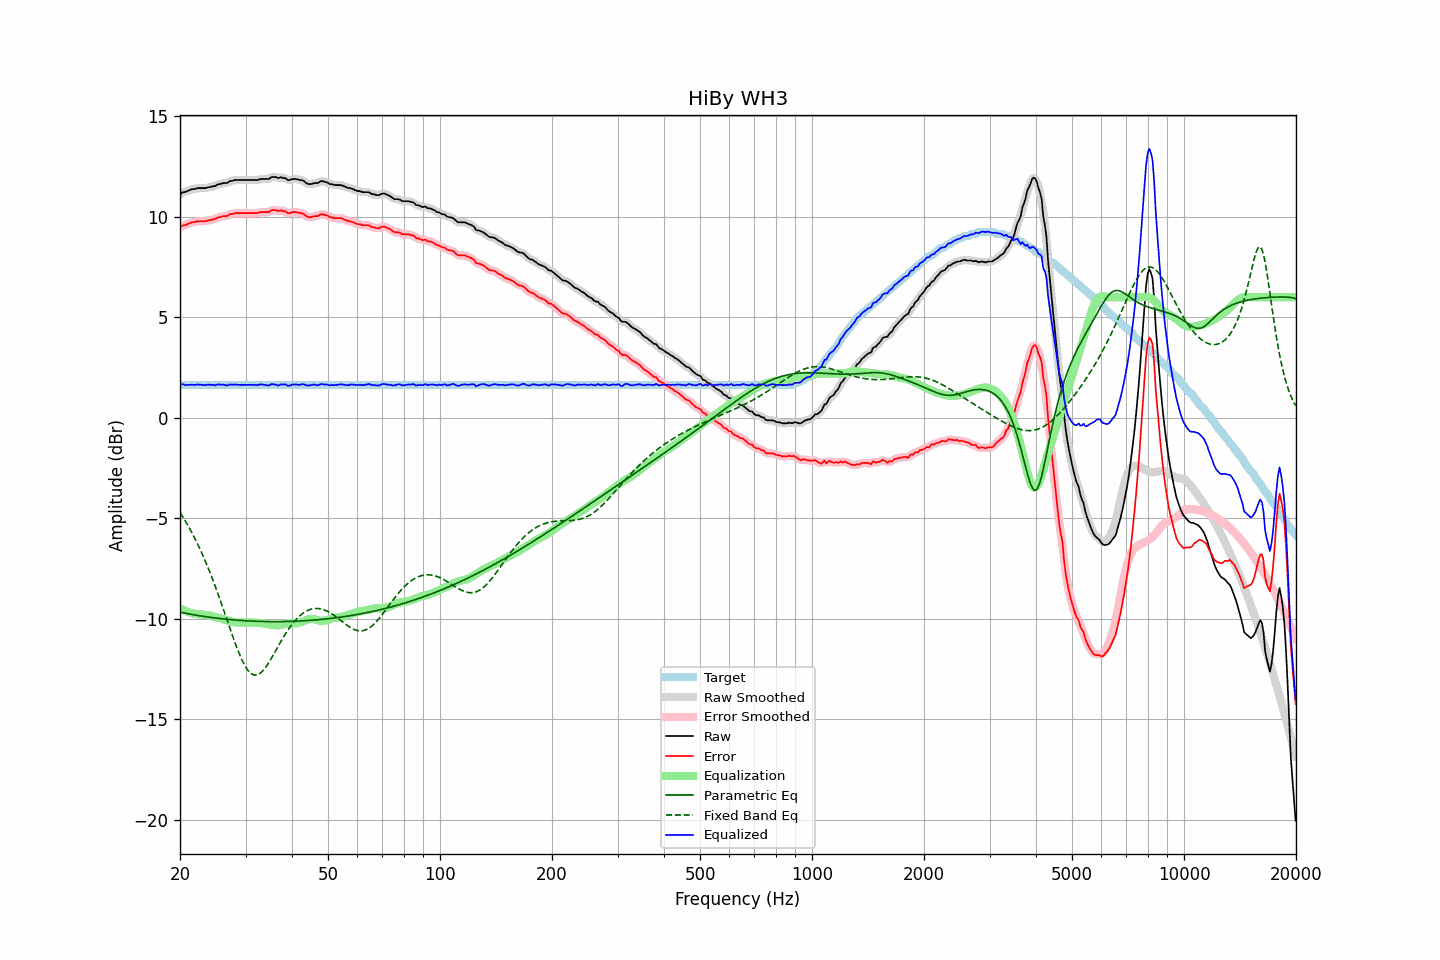 HiBy WH3
15
10
5
0
−5
−10
−15
−20
Amplitude (dBr)
Target
Raw Smoothed
Error Smoothed
Raw
Error
Equalization
Parametric Eq
Fixed Band Eq
Equalized
20 50 100 200 500 1000 2000 5000 10000 20000
Frequency (Hz)